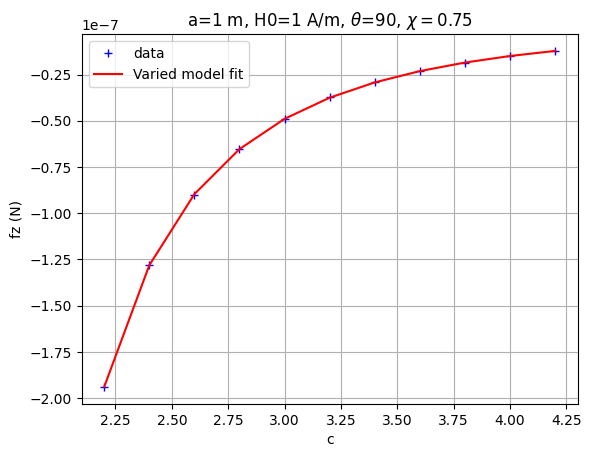 a=1 m, H0=1 A/m, θ=90, χ = 0.75
1e−7
data
Varied model fit
−0.25
−0.50
−0.75
−1.00
−1.25
−1.50
−1.75
−2.00
fz (N)
2.25 2.50 2.75 3.00 3.25 3.50 3.75 4.00 4.25
c